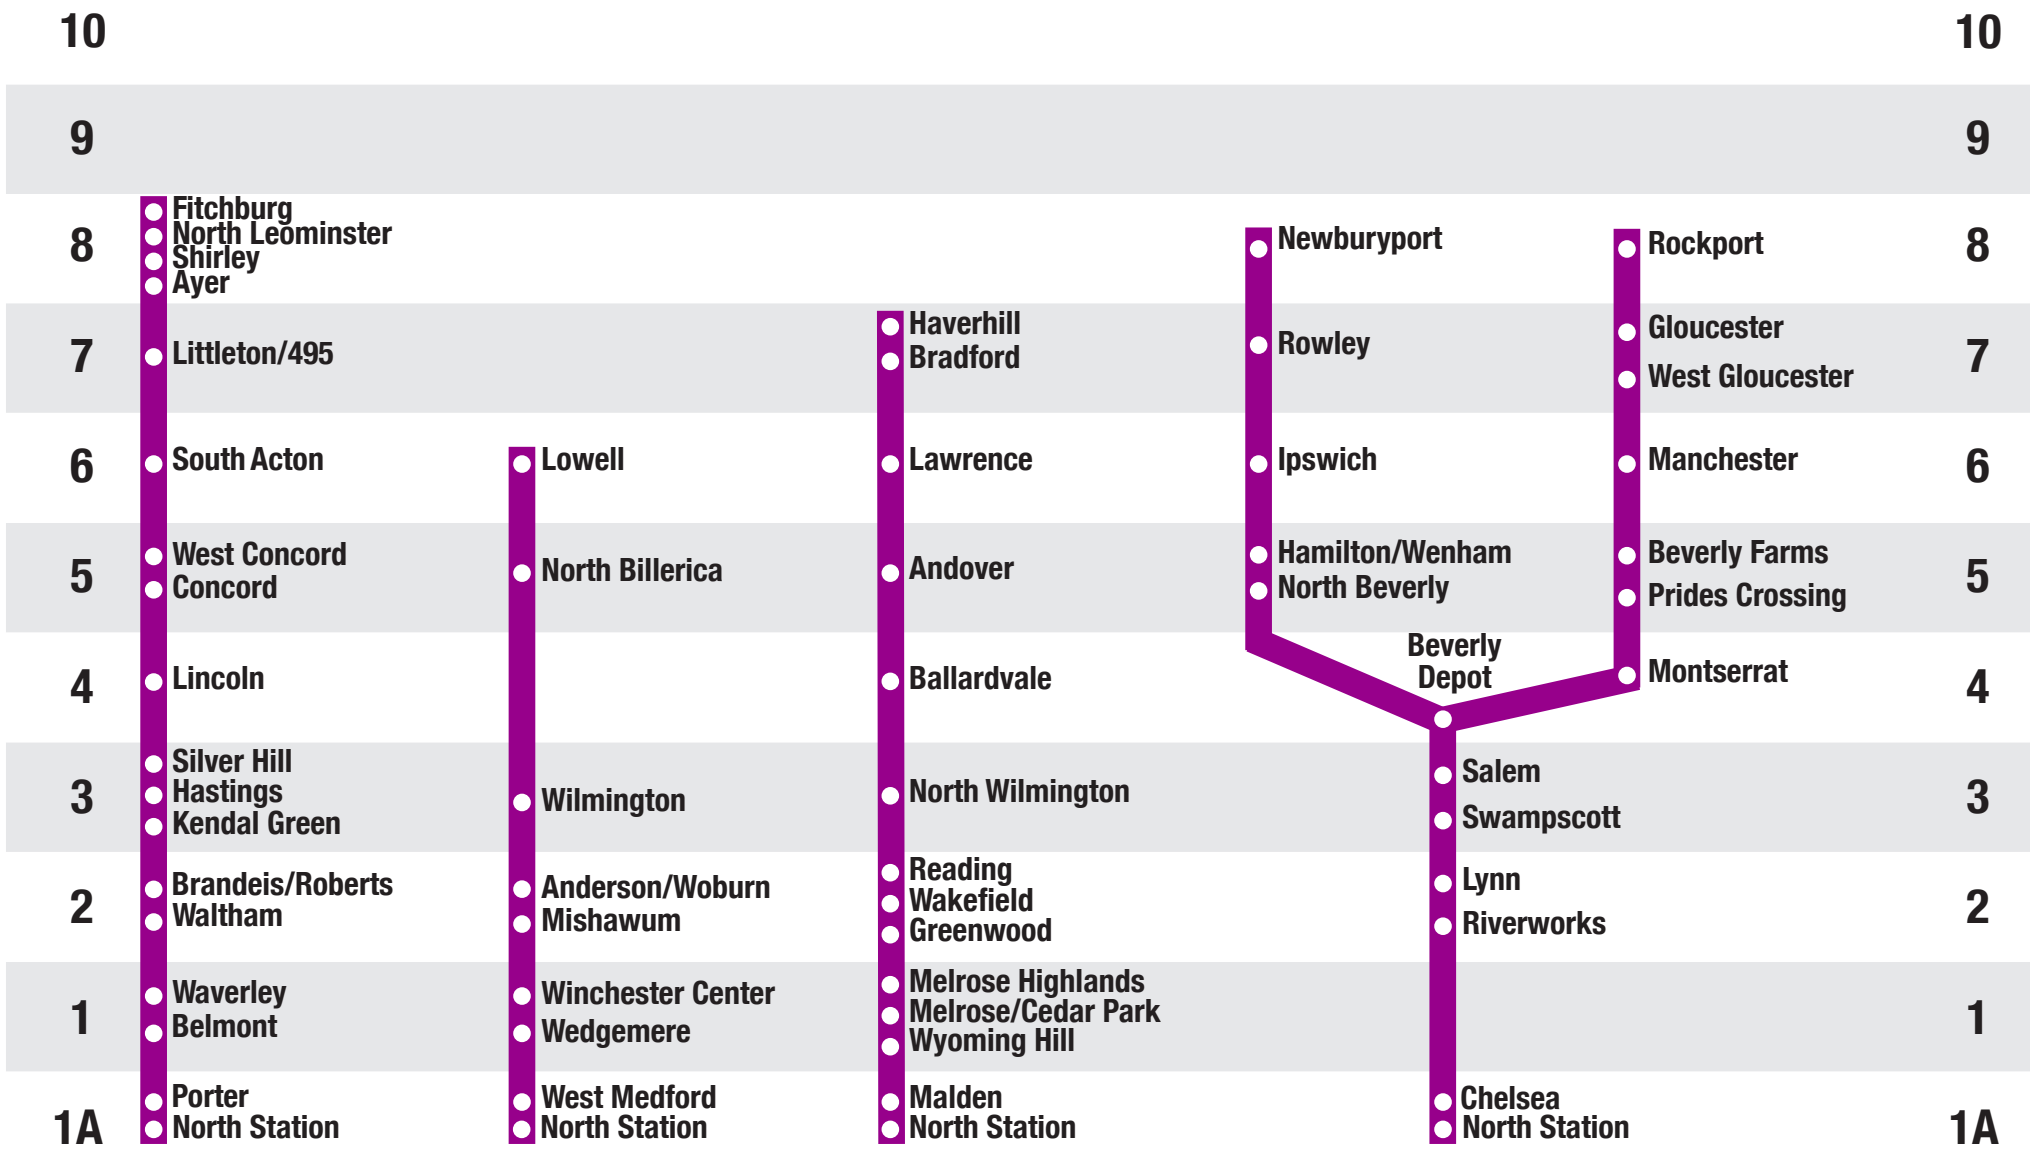 10
10
9
9
8
Fitchburg
North Leominster
Shirley
Ayer
Newburyport
Rockport
8
7
Littleton/495
Haverhill
Bradford
Rowley
Gloucester
West Gloucester
7
6
South Acton
Lowell
Lawrence
Ipswich
Manchester
6
5
West Concord
Concord
North Billerica
Andover
Hamilton/Wenham
North Beverly
Beverly Farms
Prides Crossing
5
4
Lincoln
Ballardvale
Beverly
Depot
Montserrat
4
3
Silver Hill
Hastings
Kendal Green
Wilmington
North Wilmington
Salem
Swampscott
3
2
Brandeis/Roberts
Waltham
Anderson/Woburn
Mishawum
Reading
Wakefield
Greenwood
Lynn
Riverworks
2
1
Waverley
Belmont
Winchester Center
Wedgemere
Melrose Highlands
Melrose/Cedar Park
Wyoming Hill
1
1A
Porter
North Station
West Medford
North Station
Malden
North Station
Chelsea
North Station
1A